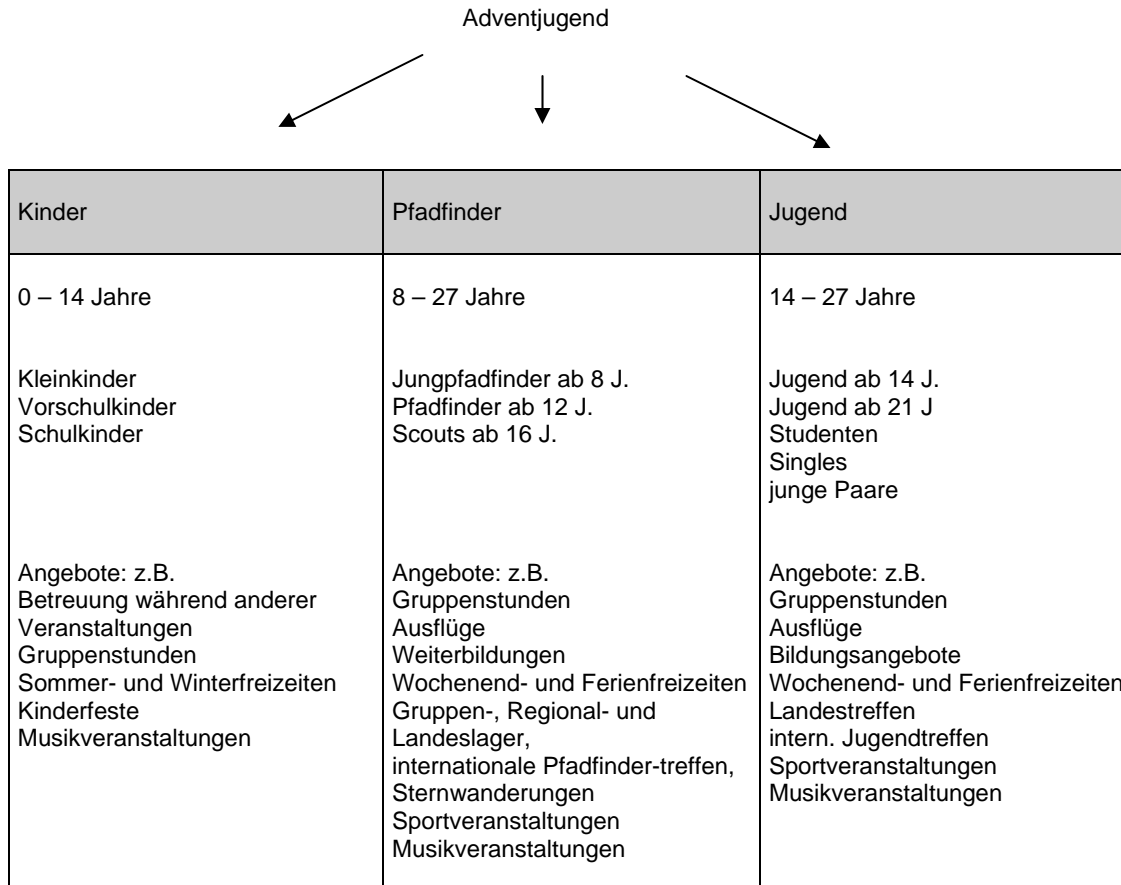 Adventjugend
Kinder
Pfadfinder
Jugend
0 – 14 Jahre
8 – 27 Jahre
14 – 27 Jahre
Kleinkinder
Vorschulkinder
Schulkinder
Jungpfadfinder ab 8 J.
Pfadfinder ab 12 J.
Scouts ab 16 J.
Jugend ab 14 J.
Jugend ab 21 J
Studenten
Singles
junge Paare
Angebote: z.B.
Betreuung während anderer
Veranstaltungen
Gruppenstunden
Sommer- und Winterfreizeiten
Kinderfeste
Musikveranstaltungen
Angebote: z.B.
Gruppenstunden
Ausflüge
Weiterbildungen
Wochenend- und Ferienfreizeiten
Gruppen-, Regional- und
Landeslager,
internationale Pfadfinder-treffen,
Sternwanderungen
Sportveranstaltungen
Musikveranstaltungen
Angebote: z.B.
Gruppenstunden
Ausflüge
Bildungsangebote
Wochenend- und Ferienfreizeiten
Landestreffen
intern. Jugendtreffen
Sportveranstaltungen
Musikveranstaltungen